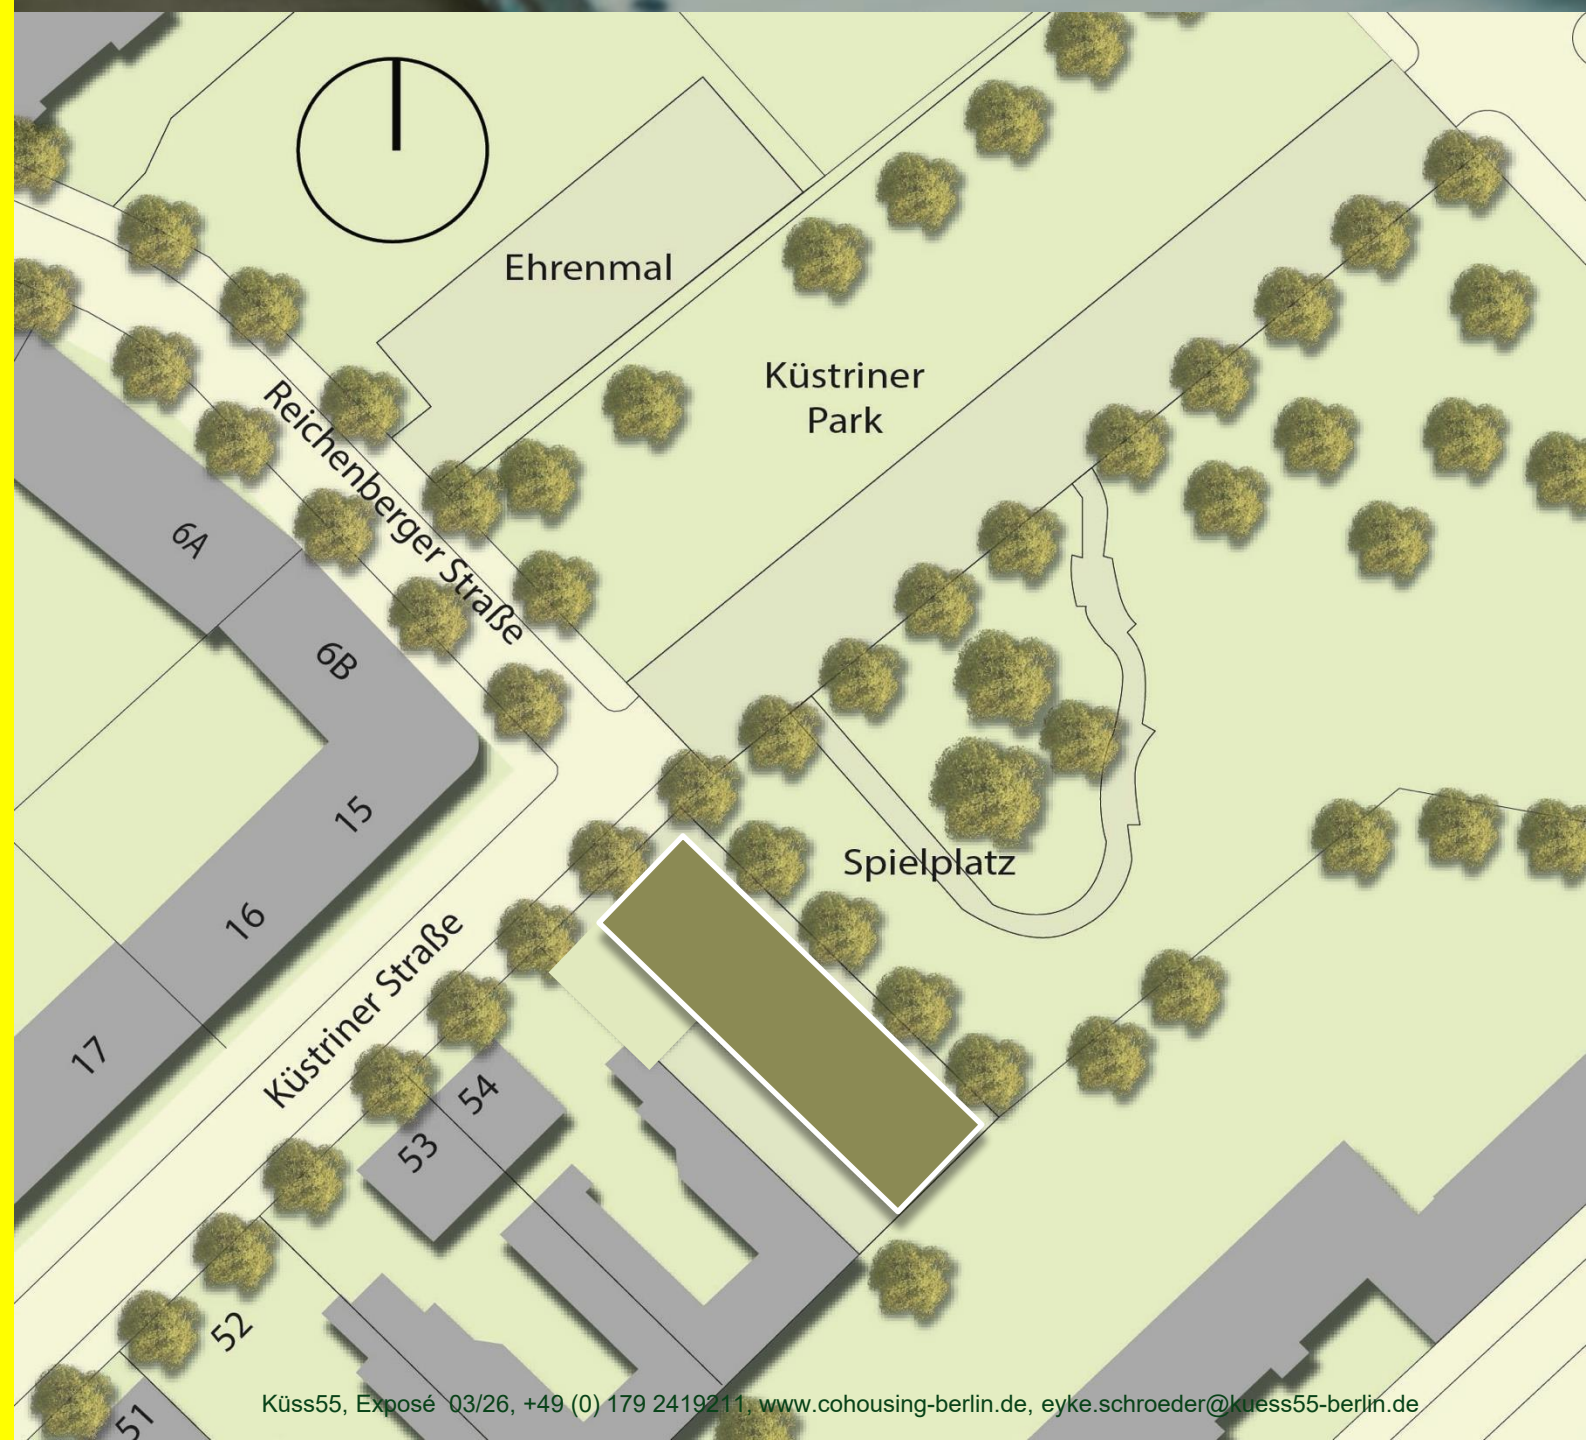 Ehrenmal
Küstriner
Park
Reichenberger Straße
6A
6B
15
Spielplatz
16
Küstriner Straße
17
54
53
52
51
Küss55, Exposé 03/26, +49 (0) 179 2419211, www.cohousing-berlin.de, eyke.schroeder@kuess55-berlin.de